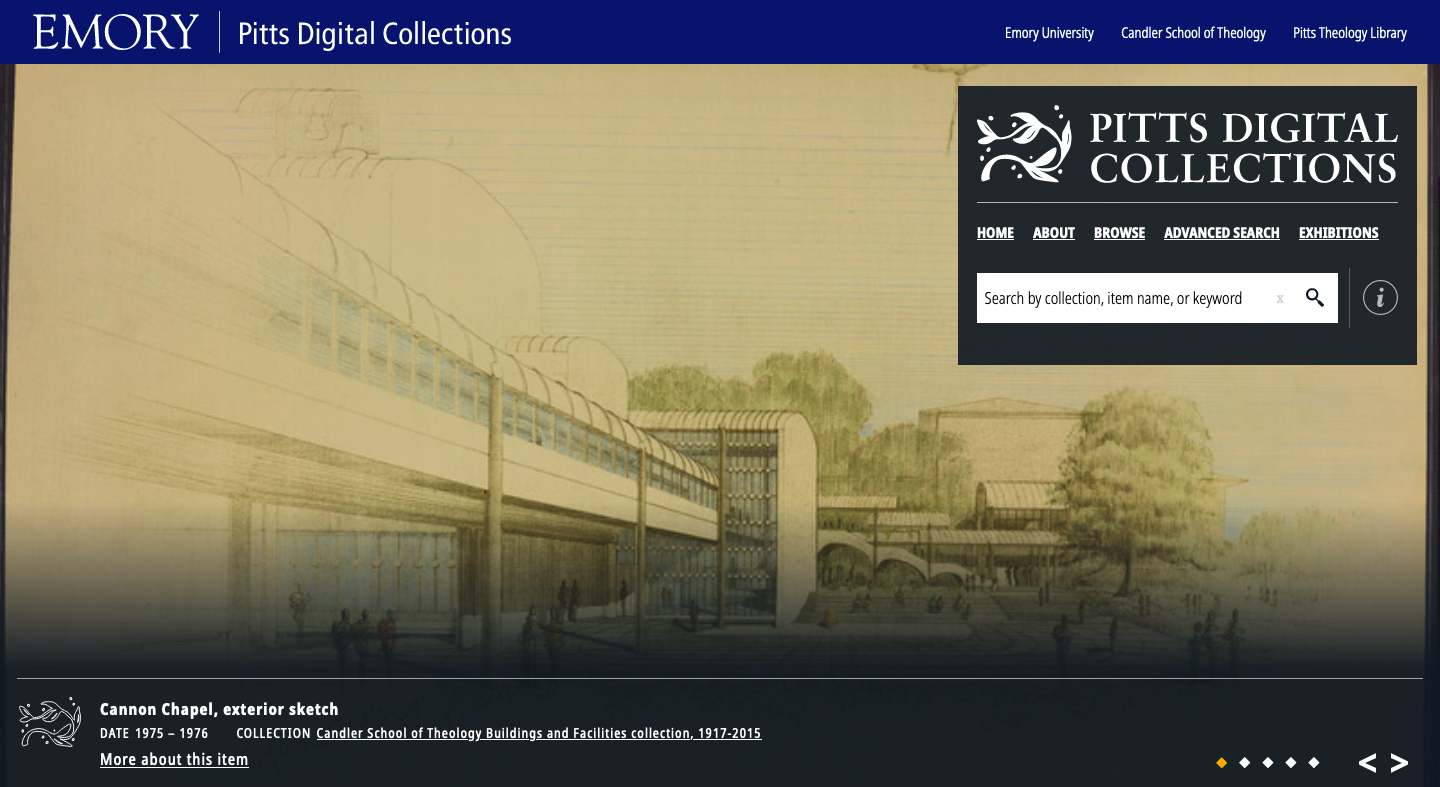 EMORY
Pitts Digital Collections
Emory University
Candler School of Theology
Pitts Theology Library
PITTS DIGITAL
COLLECTIONS
HOME
ABOUT
BROWSE
ADVANCED SEARCH
EXHIBITIONS
Search by collection, item name, or keyword
x
i
Cannon Chapel, exterior sketch
DATE 1975 – 1976
COLLECTION Candler School of Theology Buildings and Facilities collection, 1917-2015
More about this item
< >